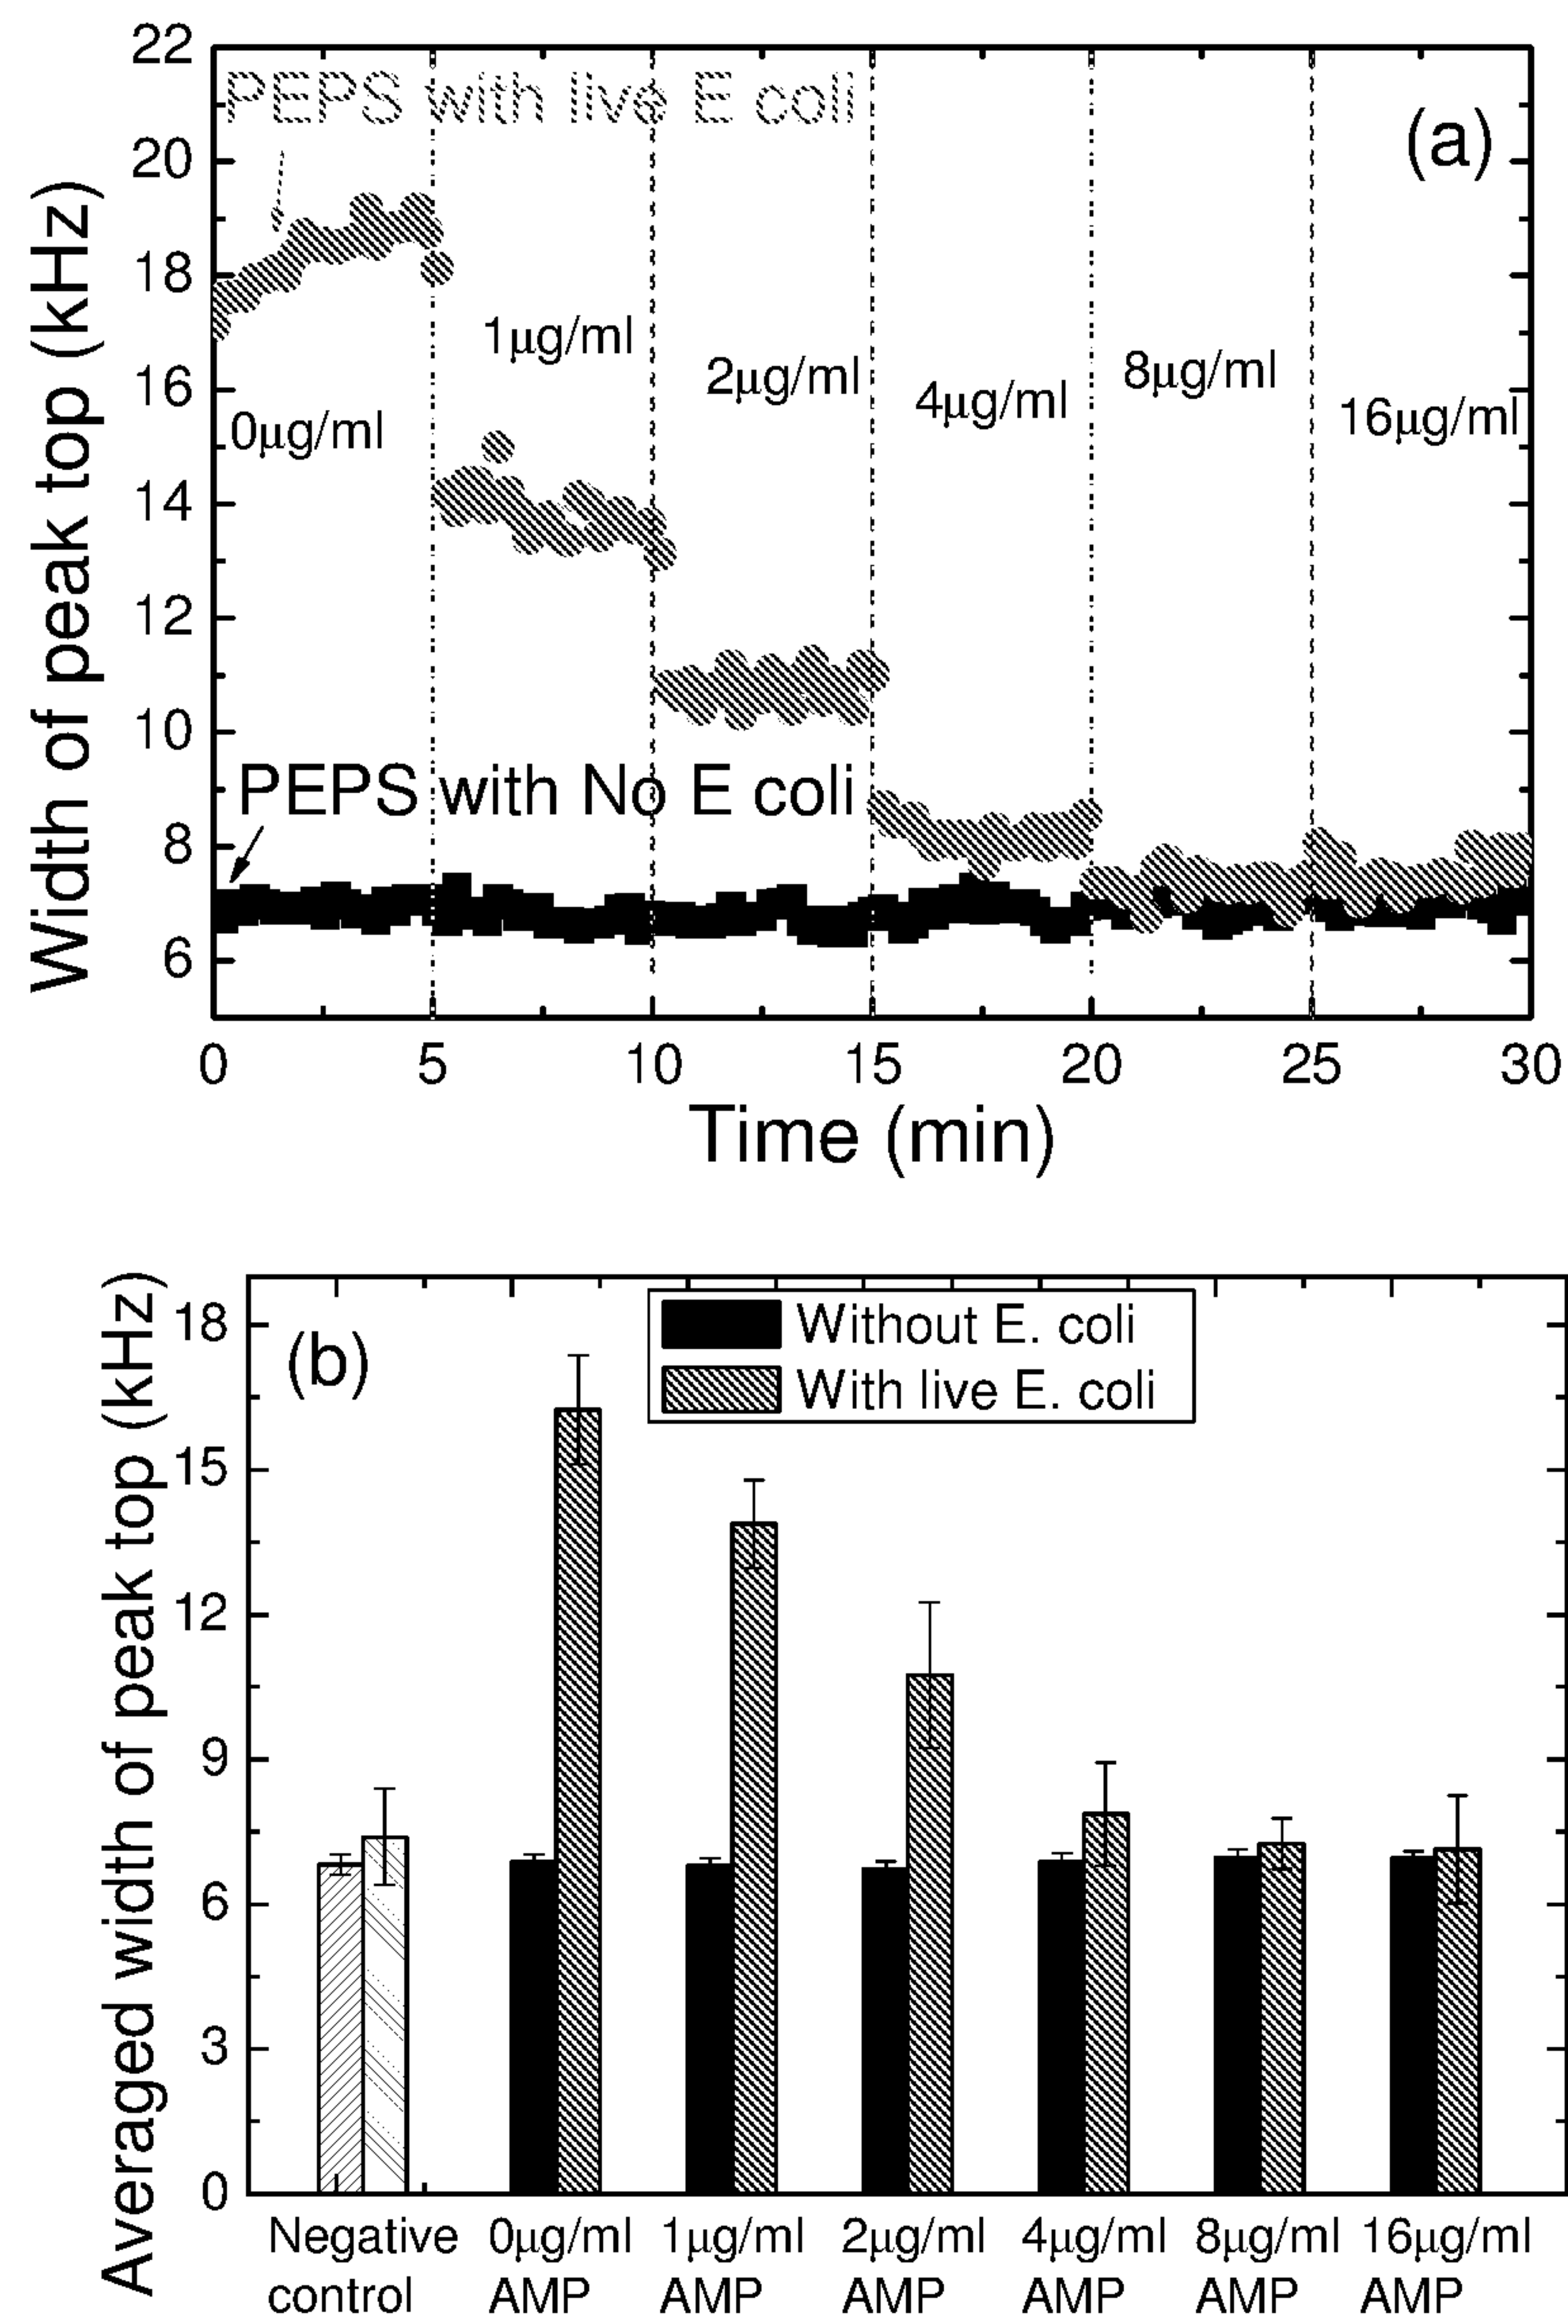 22
PEPS with live E coli
(a)
20
18
1μg/ml
2μg/ml
8μg/ml
16
4μg/ml
16μg/ml
0μg/ml
14
12
10
PEPS with No E coli
8
6
Width of peak top (kHz)
0 5 10 15 20 25 30
Time (min)
18
(b)
Without E. coli
With live E. coli
15
12
9
6
3
0
Averaged width of peak top (kHz)
Negative 0μg/ml 1μg/ml 2μg/ml 4μg/ml 8μg/ml 16μg/ml
control AMP AMP AMP AMP AMP AMP